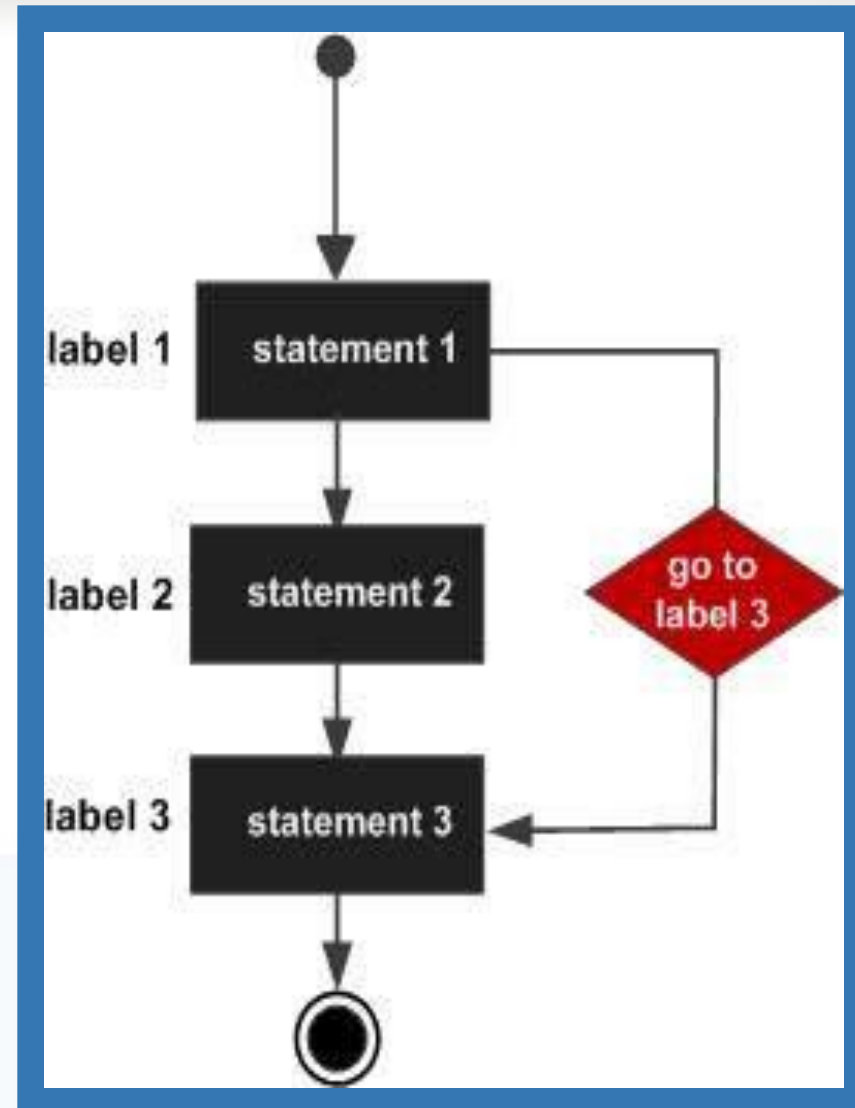 label 1
statement 1
label 2
statement 2
go to
label 3
label 3
statement 3